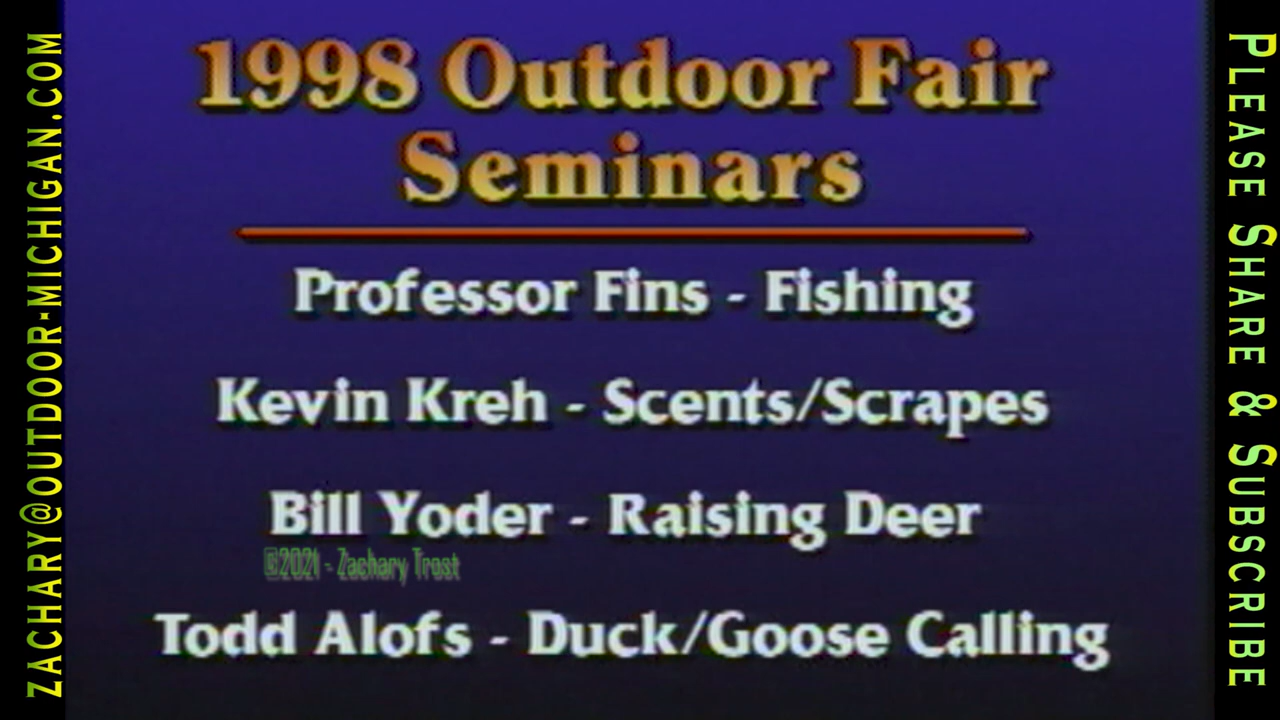 ZACHARY@OUTDOOR-MICHIGAN.COM
1998 Outdoor Fair
Seminars
Professor Fins - Fishing
Kevin Kreh - Scents/Scrapes
Bill Yoder - Raising Deer
©2021 - Zachary Trost
Todd Alofs - Duck/Goose Calling
PLEASE SHARE & SUBSCRIBE